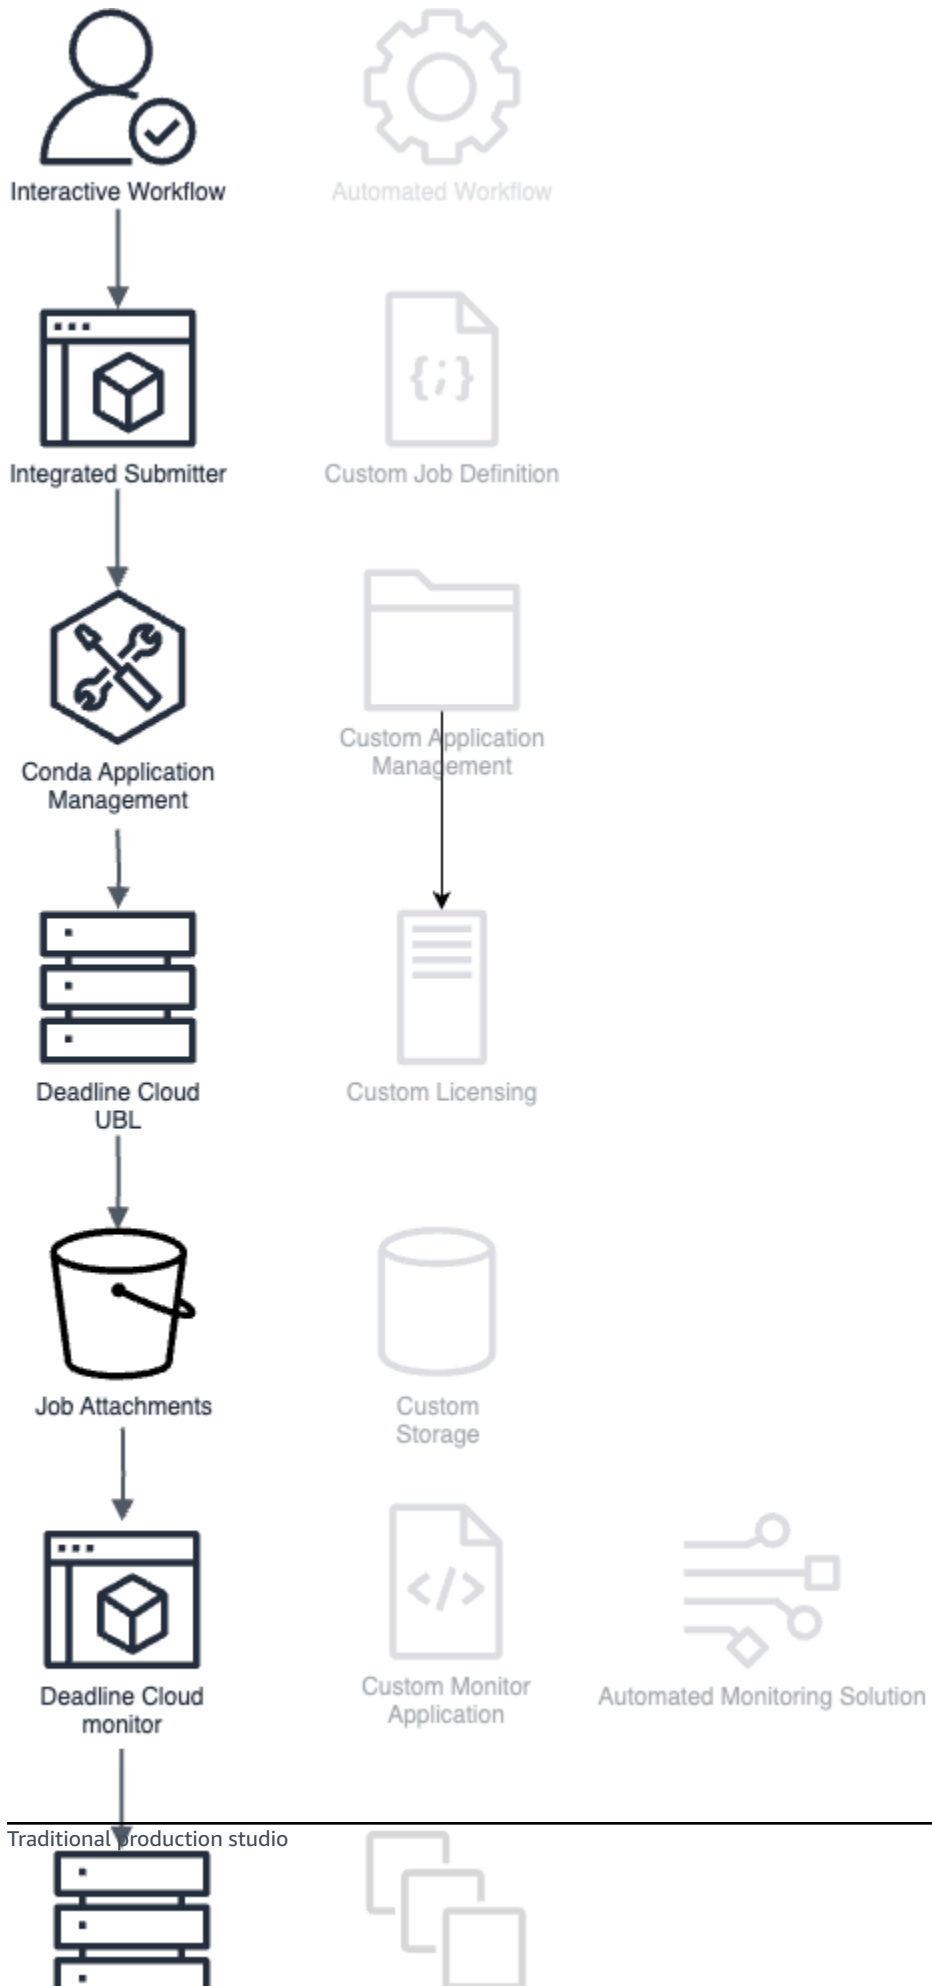 Interactive Workflow
Automated Workflow
Integrated Submitter
Custom Job Definition
Conda Application
Management
Custom Application
Management
Deadline Cloud
UBL
Custom Licensing
Job Attachments
Custom
Storage
Deadline Cloud
monitor
Custom Monitor
Application
Automated Monitoring Solution
Traditional production studio